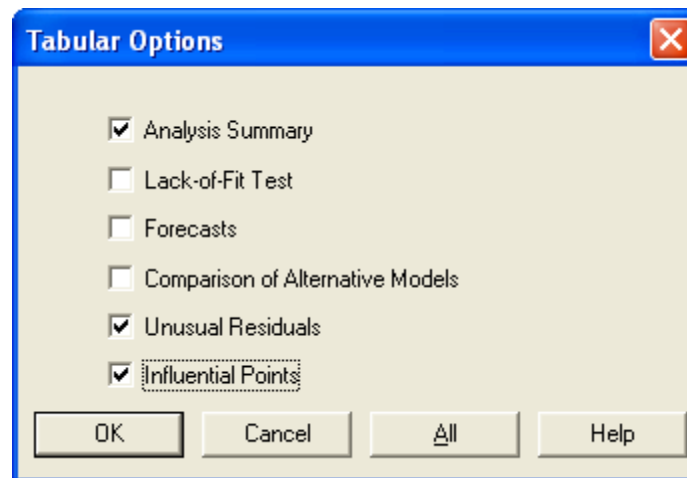 Tabular Options
Analysis Summary
Lack-of-Fit Test
Forecasts
Comparison of Alternative Models
Unusual Residuals
Influential Points
OK Cancel All Help